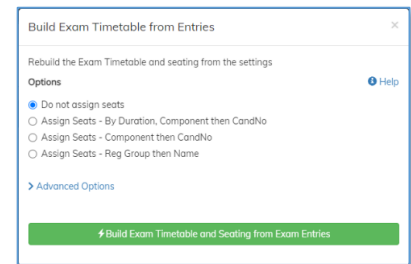 Build Exam Timetable from Entries ×
Rebuild the Exam Timetable and seating from the settings
Options Help
Do not assign seats
Assign Seats - By Duration, Component then CandNo
Assign Seats - Component then CandNo
Assign Seats - Reg Group then Name
Advanced Options
Build Exam Timetable and Seating from Exam Entries